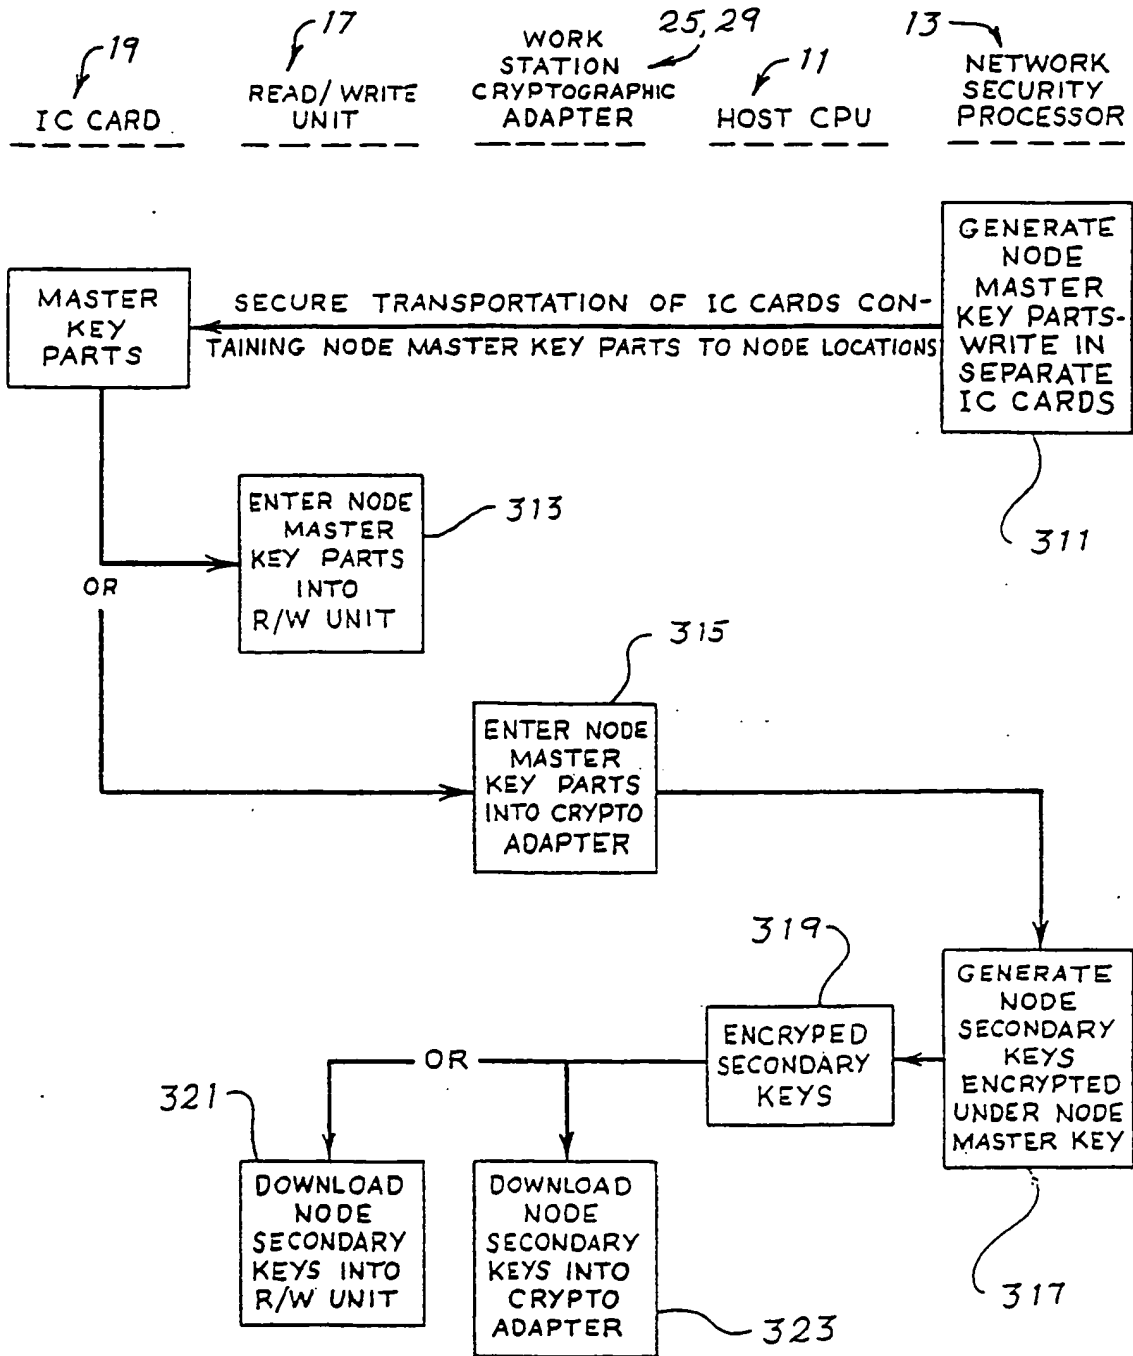 19
IC CARD
17
READ/WRITE
UNIT
25,29
WORK
STATION
CRYPTOGRAPHIC
ADAPTER
11
HOST CPU
13
NETWORK
SECURITY
PROCESSOR
GENERATE
NODE
MASTER
KEY PARTS-
WRITE IN
SEPARATE
IC CARDS
311
SECURE TRANSPORTATION OF IC CARDS CON-
TAINING NODE MASTER KEY PARTS TO NODE LOCATIONS
MASTER
KEY
PARTS
OR
ENTER NODE
MASTER
KEY PARTS
INTO
R/W UNIT
313
315
ENTER NODE
MASTER
KEY PARTS
INTO CRYPTO
ADAPTER
GENERATE
NODE
SECONDARY
KEYS
ENCRYPTED
UNDER NODE
MASTER KEY
317
319
ENCRYPED
SECONDARY
KEYS
OR
321
DOWNLOAD
NODE
SECONDARY
KEYS INTO
R/W UNIT
DOWNLOAD
NODE
SECONDARY
KEYS INTO
CRYPTO
ADAPTER
323